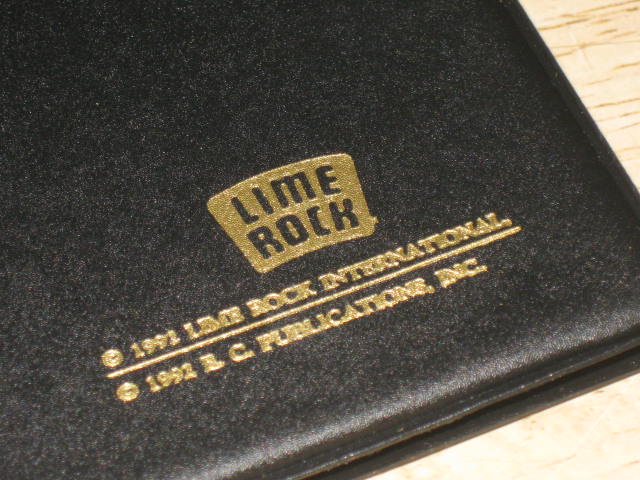 LIME
ROCK
© 1991 LIME ROCK INTERNATIONAL
© 1992 R. C. PUBLICATIONS, INC.